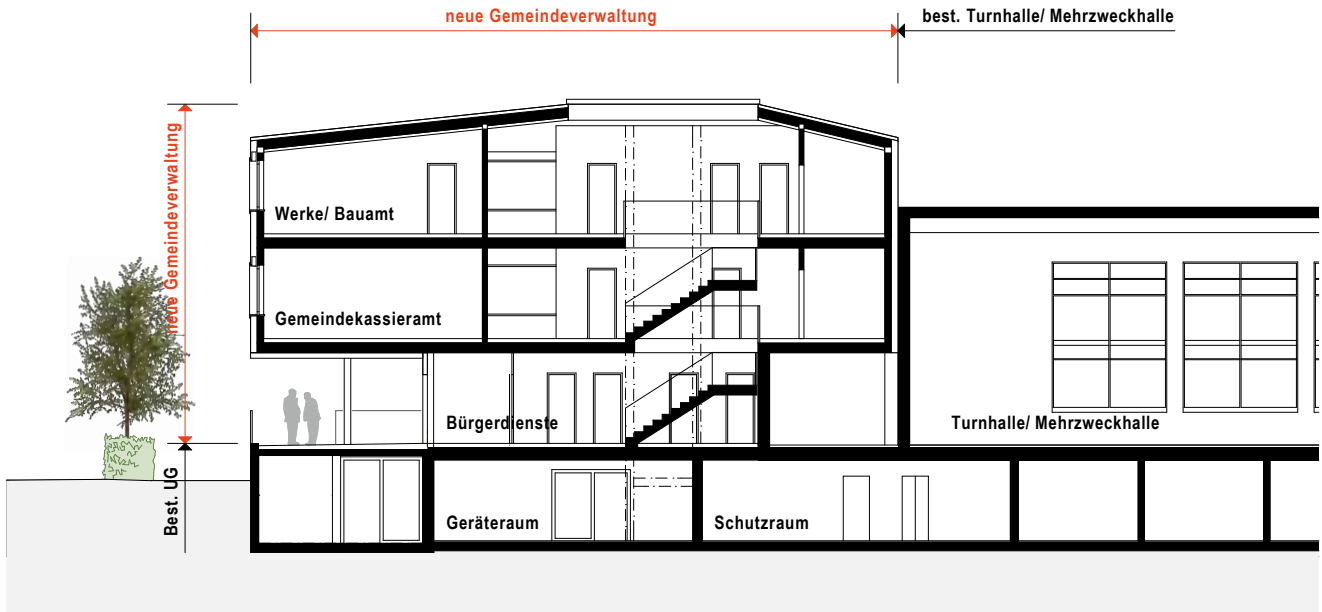 neue Gemeindeverwaltung
best. Turnhalle/ Mehrzweckhalle
neue Gemeindeverwaltung
Werke/ Bauamt
Gemeindekassieramt
Bürgerdienste
Turnhalle/ Mehrzweckhalle
Best. UG
Geräteraum
Schutzraum